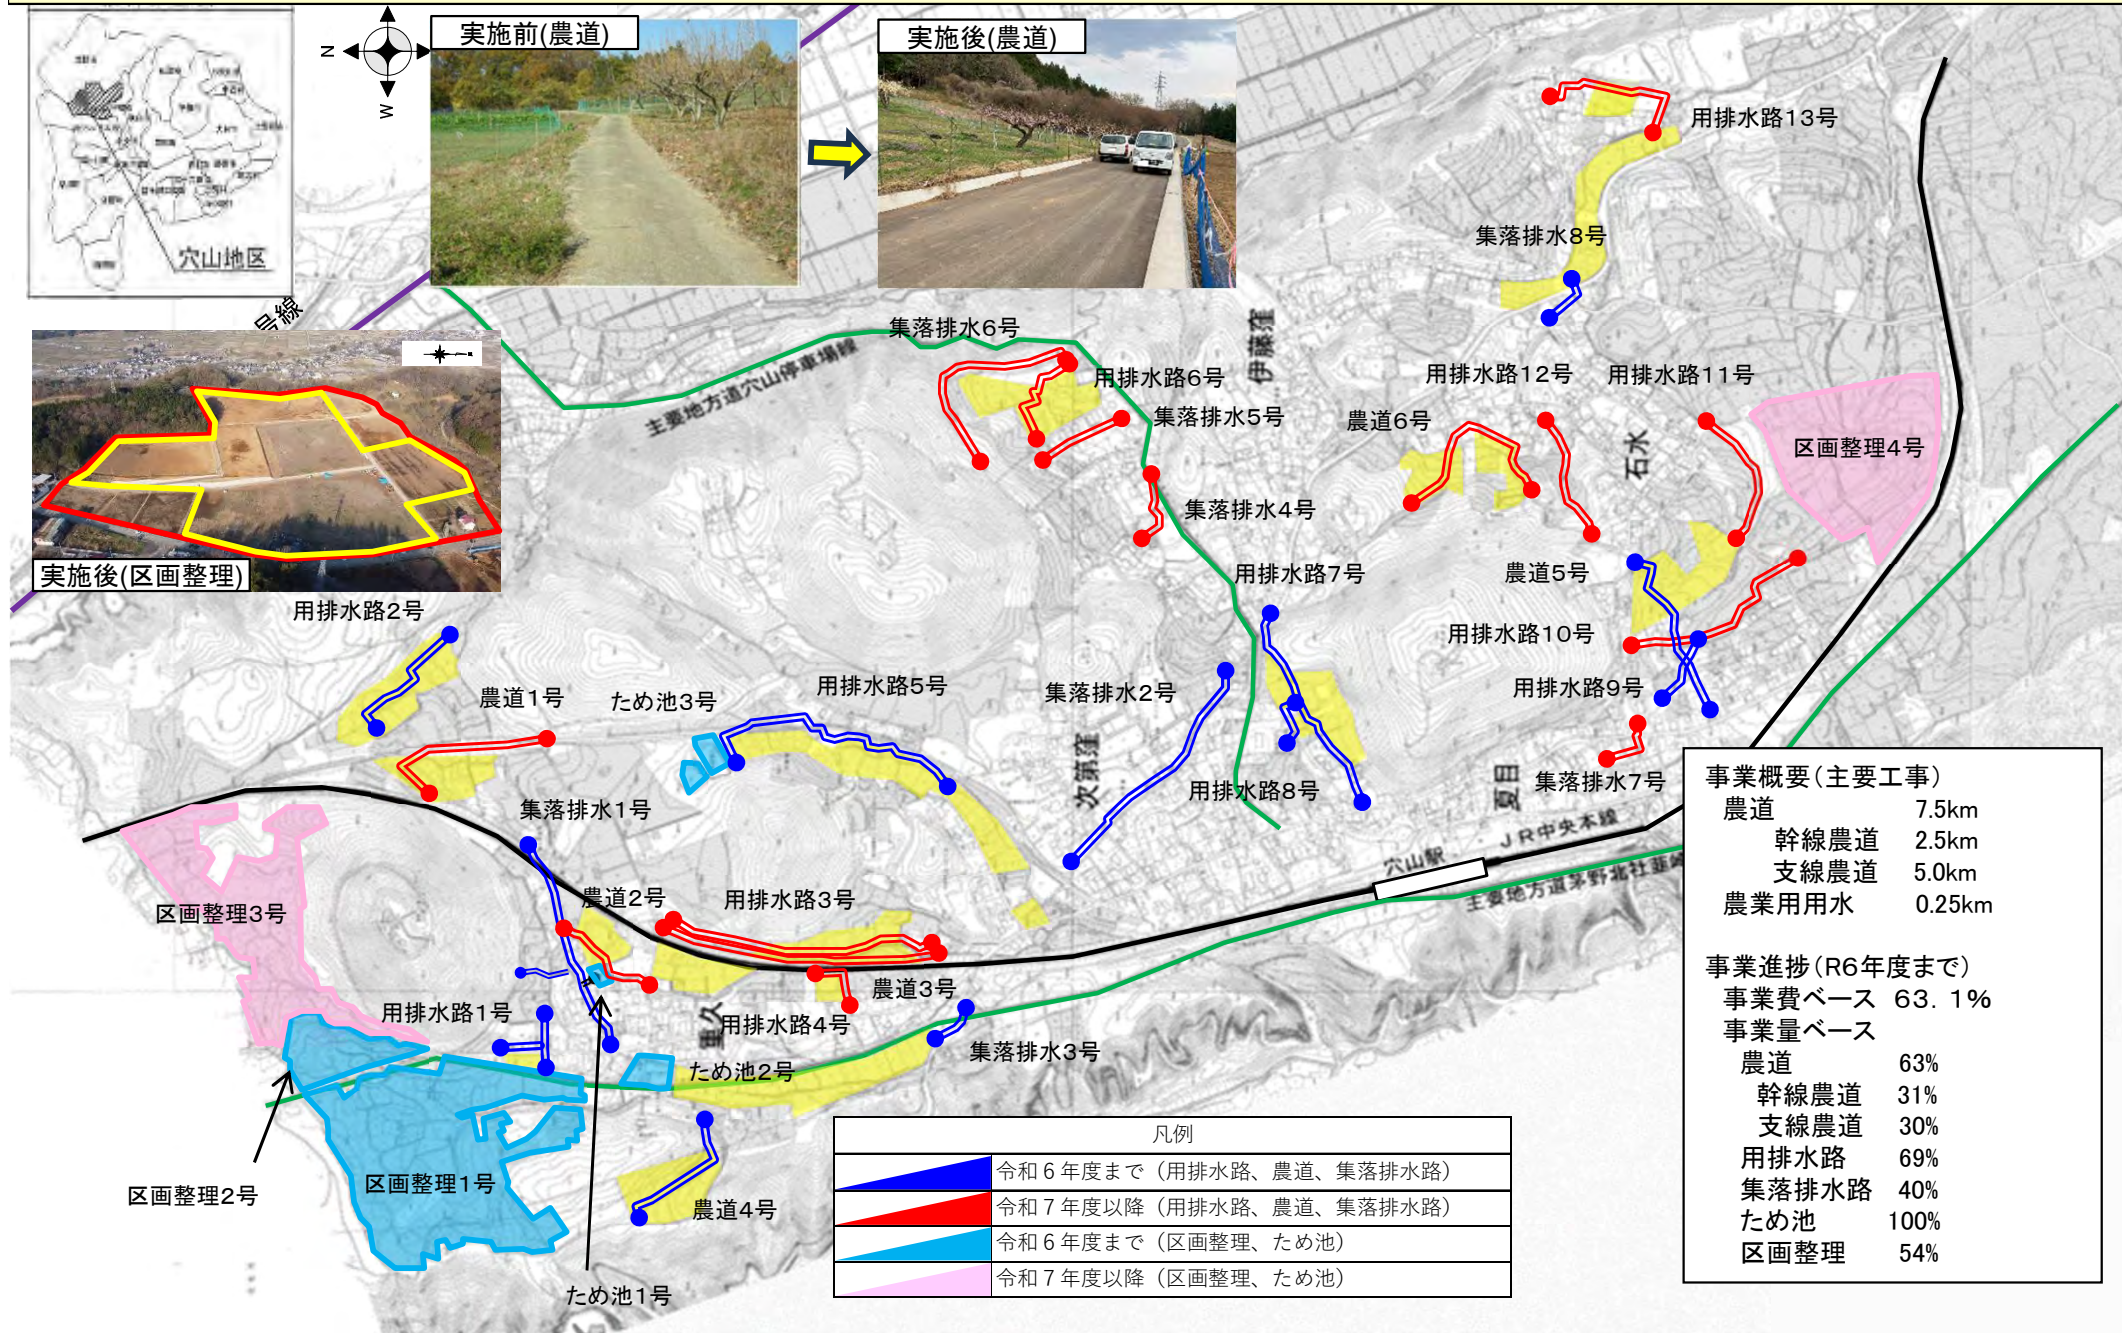 穴山地区
N
W
実施前(農道)
実施後(農道)
号線
実施後(区画整理)
主要地方道穴山停車場線
伊藤窪
石水
次第窪
夏目
重久
穴山駅
JR中央本線
主要地方道茅野北杜韮崎
用排水路13号
集落排水8号
集落排水6号
用排水路6号
集落排水5号
用排水路12号
用排水路11号
農道6号
区画整理4号
集落排水4号
用排水路7号
農道5号
用排水路2号
用排水路10号
農道1号
ため池3号
用排水路5号
集落排水2号
用排水路9号
集落排水1号
用排水路8号
集落排水7号
農道2号
用排水路3号
区画整理3号
農道3号
用排水路1号
用排水路4号
集落排水3号
ため池2号
区画整理2号
区画整理1号
農道4号
ため池1号
凡例
令和6年度まで（用排水路、農道、集落排水路）
令和7年度以降（用排水路、農道、集落排水路）
令和6年度まで（区画整理、ため池）
令和7年度以降（区画整理、ため池）
事業概要(主要工事)
農道 7.5km
幹線農道 2.5km
支線農道 5.0km
農業用用水 0.25km
事業進捗(R6年度まで)
事業費ベース 63.1%
事業量ベース
農道 63%
幹線農道 31%
支線農道 30%
用排水路 69%
集落排水路 40%
ため池 100%
区画整理 54%